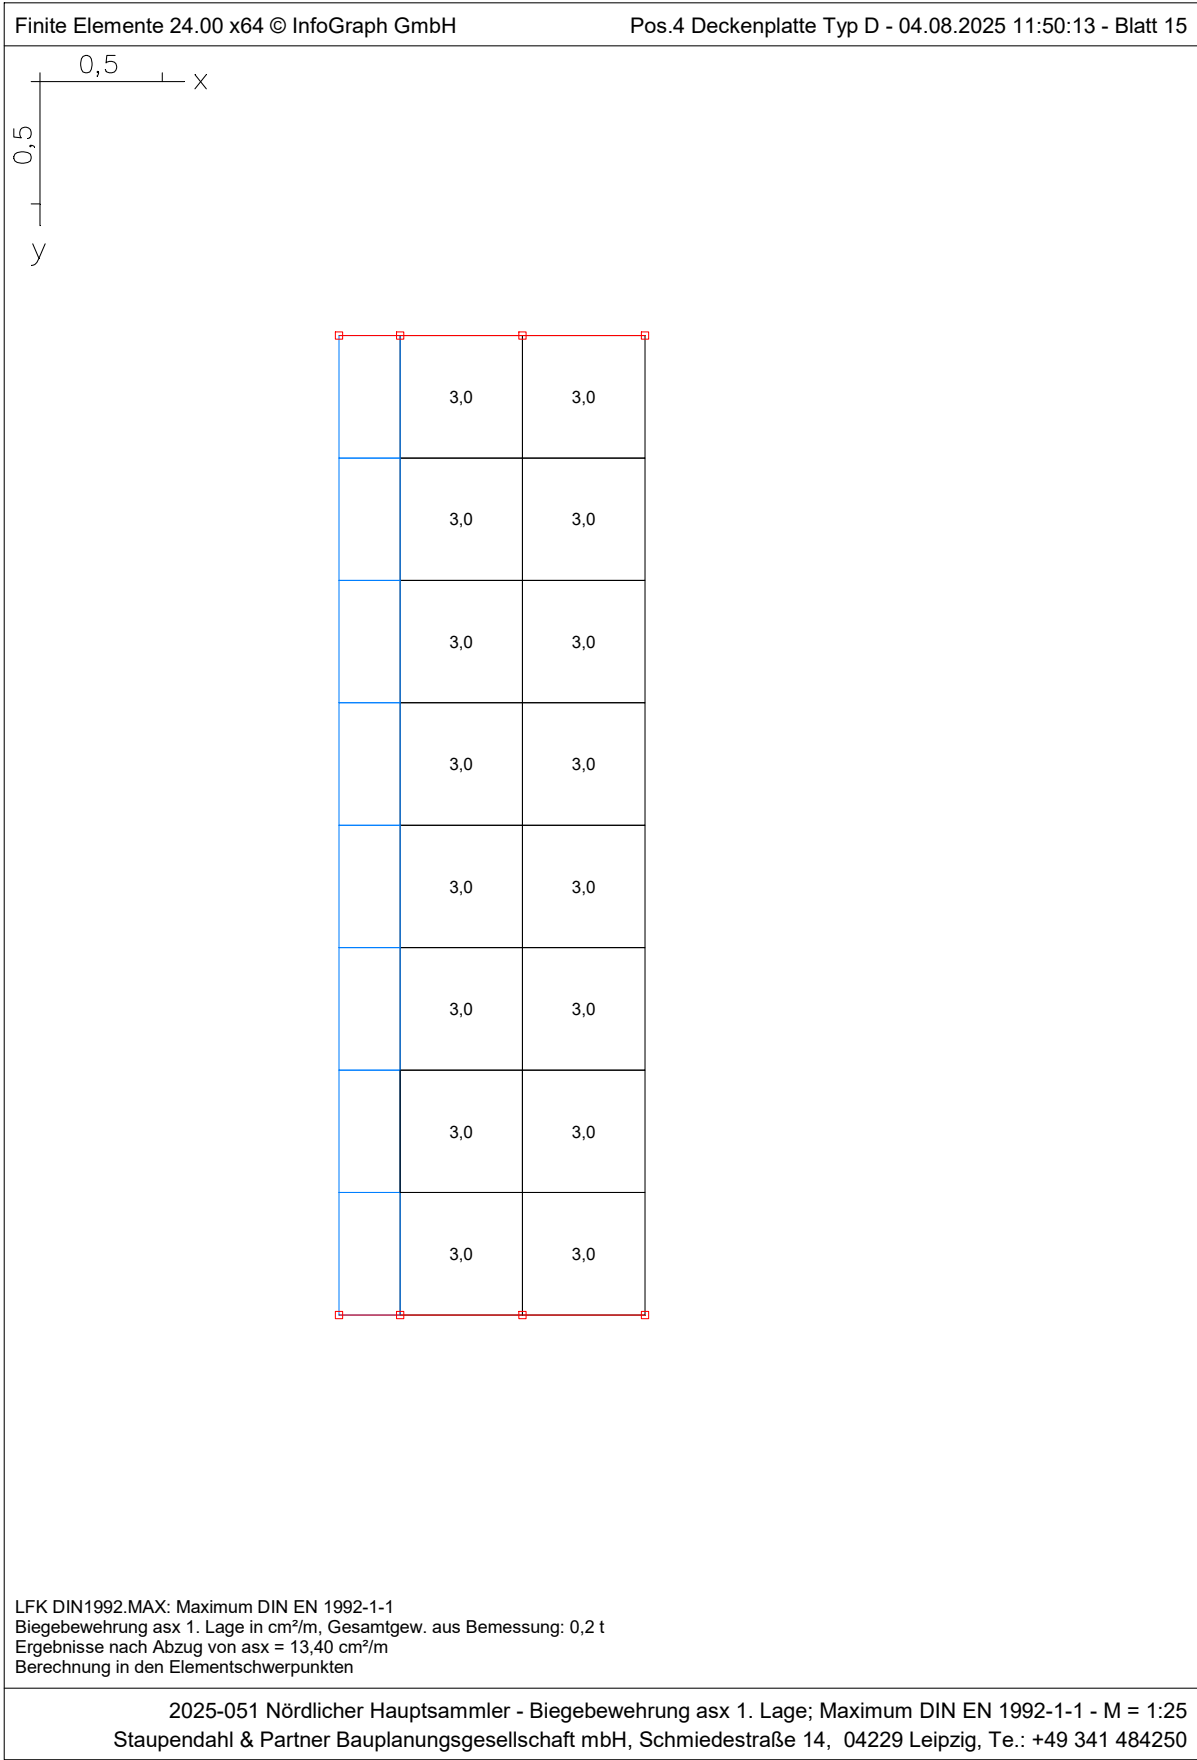 Finite Elemente 24.00 x64 © InfoGraph GmbH Pos.4 Deckenplatte Typ D - 04.08.2025 11:50:13 - Blatt 15
0,5 x
0,5
y
3,0 3,0
3,0 3,0
3,0 3,0
3,0 3,0
3,0 3,0
3,0 3,0
3,0 3,0
3,0 3,0
LFK DIN1992.MAX: Maximum DIN EN 1992-1-1
Biegebewehrung asx 1. Lage in cm²/m, Gesamtgew. aus Bemessung: 0,2 t
Ergebnisse nach Abzug von asx = 13,40 cm²/m
Berechnung in den Elementschwerpunkten
2025-051 Nördlicher Hauptsammler - Biegebewehrung asx 1. Lage; Maximum DIN EN 1992-1-1 - M = 1:25
Staupendahl & Partner Bauplanungsgesellschaft mbH, Schmiedestraße 14, 04229 Leipzig, Te.: +49 341 484250